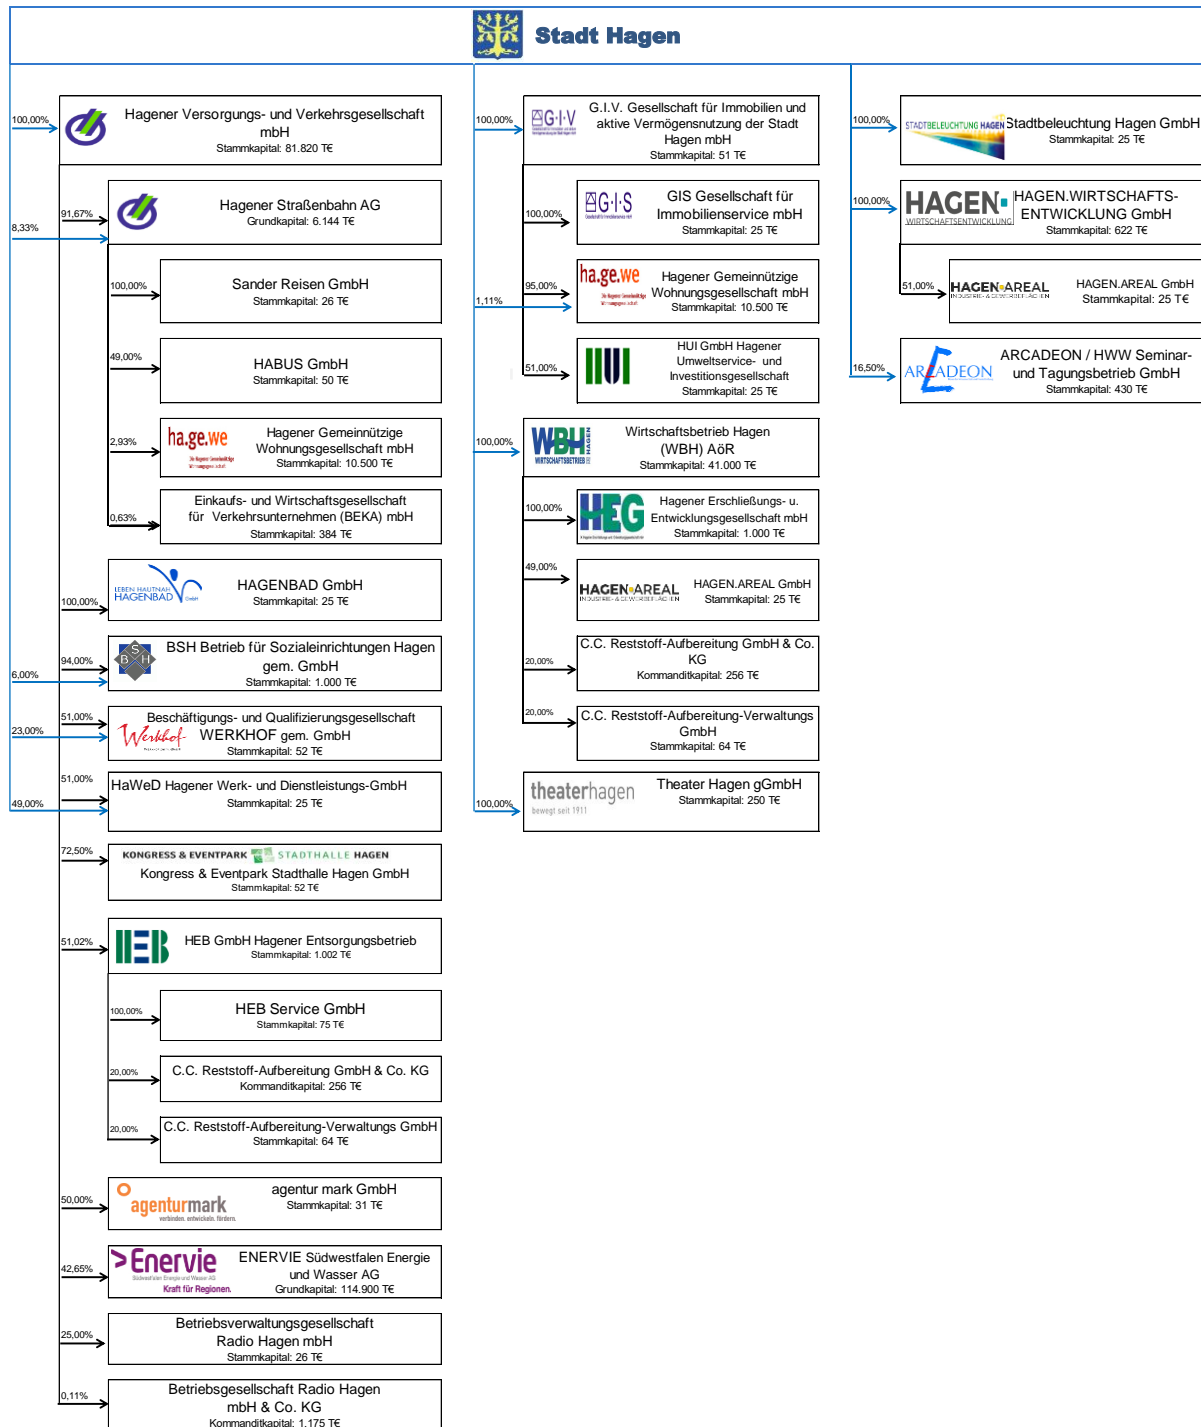 Stadt Hagen
100,00%
Hagener Versorgungs- und Verkehrsgesellschaft
mbH
Stammkapital: 81.820 T€
91,67%
8,33%
Hagener Straßenbahn AG
Grundkapital: 6.144 T€
100,00%
Sander Reisen GmbH
Stammkapital: 26 T€
49,00%
HABUS GmbH
Stammkapital: 50 T€
2,93%
ha.ge.we
Hagener Gemeinnützige
Wohnungsgesellschaft mbH
Stammkapital: 10.500 T€
0,63%
Einkaufs- und Wirtschaftsgesellschaft
für Verkehrsunternehmen (BEKA) mbH
Stammkapital: 384 T€
100,00%
LEBEN HAUTNAH
HAGENBAD GmbH
HAGENBAD GmbH
Stammkapital: 25 T€
94,00%
6,00%
BSH
BSH Betrieb für Sozialeinrichtungen Hagen
gem. GmbH
Stammkapital: 1.000 T€
51,00%
23,00%
Werkhof
Beschäftigungs- und Qualifizierungsgesellschaft
WERKHOF gem. GmbH
Stammkapital: 52 T€
51,00%
49,00%
HaWeD Hagener Werk- und Dienstleistungs-GmbH
Stammkapital: 25 T€
72,50%
KONGRESS & EVENTPARK STADTHALLE HAGEN
Kongress & Eventpark Stadthalle Hagen GmbH
Stammkapital: 52 T€
51,02%
HEB
HEB GmbH Hagener Entsorgungsbetrieb
Stammkapital: 1.002 T€
100,00%
HEB Service GmbH
Stammkapital: 75 T€
20,00%
C.C. Reststoff-Aufbereitung GmbH & Co. KG
Kommanditkapital: 256 T€
20,00%
C.C. Reststoff-Aufbereitung-Verwaltungs GmbH
Stammkapital: 64 T€
50,00%
agenturmark
verbinden. entwickeln. fördern.
agentur mark GmbH
Stammkapital: 31 T€
42,65%
>Enervie
Südwestfalen Energie und Wasser AG
Kraft für Regionen.
ENERVIE Südwestfalen Energie
und Wasser AG
Grundkapital: 114.900 T€
25,00%
Betriebsverwaltungsgesellschaft
Radio Hagen mbH
Stammkapital: 26 T€
0,11%
Betriebsgesellschaft Radio Hagen
mbH & Co. KG
Kommanditkapital: 1.175 T€
100,00%
G·I·V
G.I.V. Gesellschaft für Immobilien und
aktive Vermögensnutzung der Stadt
Hagen mbH
Stammkapital: 51 T€
100,00%
G·I·S
GIS Gesellschaft für
Immobilienservice mbH
Stammkapital: 25 T€
95,00%
1,11%
ha.ge.we
Hagener Gemeinnützige
Wohnungsgesellschaft mbH
Stammkapital: 10.500 T€
51,00%
HUI
HUI GmbH Hagener
Umweltservice- und
Investitionsgesellschaft
Stammkapital: 25 T€
100,00%
WBH HAGEN
WIRTSCHAFTSBETRIEB
Wirtschaftsbetrieb Hagen
(WBH) AöR
Stammkapital: 41.000 T€
100,00%
HEG
Hagener Erschließungs- u.
Entwicklungsgesellschaft mbH
Stammkapital: 1.000 T€
49,00%
HAGEN AREAL
INDUSTRIE- & GEWERBEFLÄCHEN
HAGEN.AREAL GmbH
Stammkapital: 25 T€
20,00%
C.C. Reststoff-Aufbereitung GmbH & Co.
KG
Kommanditkapital: 256 T€
20,00%
C.C. Reststoff-Aufbereitung-Verwaltungs
GmbH
Stammkapital: 64 T€
100,00%
theaterhagen
bewegt seit 1911
Theater Hagen gGmbH
Stammkapital: 250 T€
100,00%
STADTBELEUCHTUNG HAGEN
Stadtbeleuchtung Hagen GmbH
Stammkapital: 25 T€
100,00%
HAGEN
WIRTSCHAFTSENTWICKLUNG
HAGEN.WIRTSCHAFTS-
ENTWICKLUNG GmbH
Stammkapital: 622 T€
51,00%
HAGEN AREAL
INDUSTRIE- & GEWERBEFLÄCHEN
HAGEN.AREAL GmbH
Stammkapital: 25 T€
16,50%
ARCADEON
ARCADEON / HWW Seminar-
und Tagungsbetrieb GmbH
Stammkapital: 430 T€